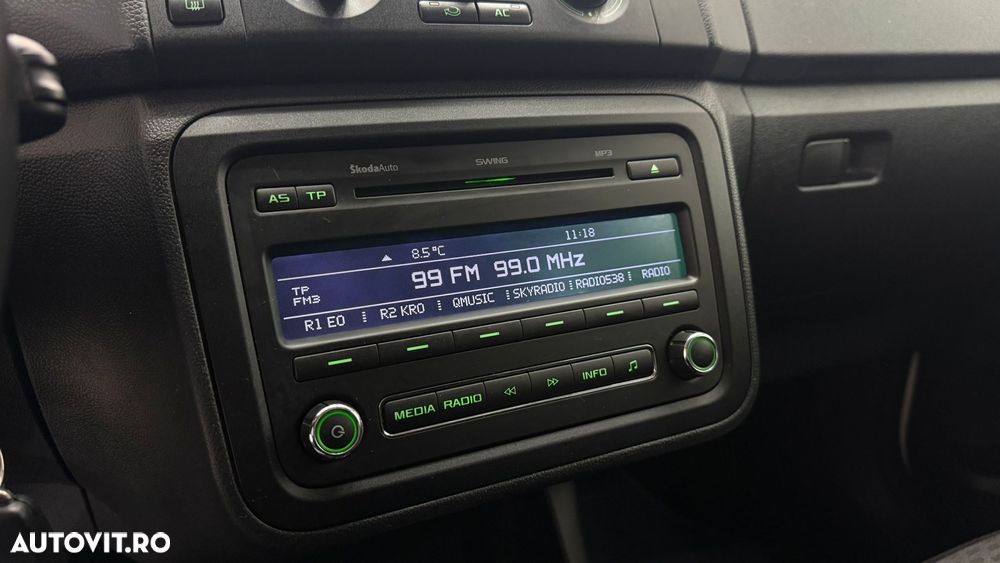 AC
ŠkodaAuto SWING MP3
AS TP
8.5°C 11:18
TP 99 FM 99.0 MHz
FM3
R1 EO R2 KRO QMUSIC SKYRADIO RADIO538 RADIO
MEDIA RADIO INFO
AUTOVIT.RO